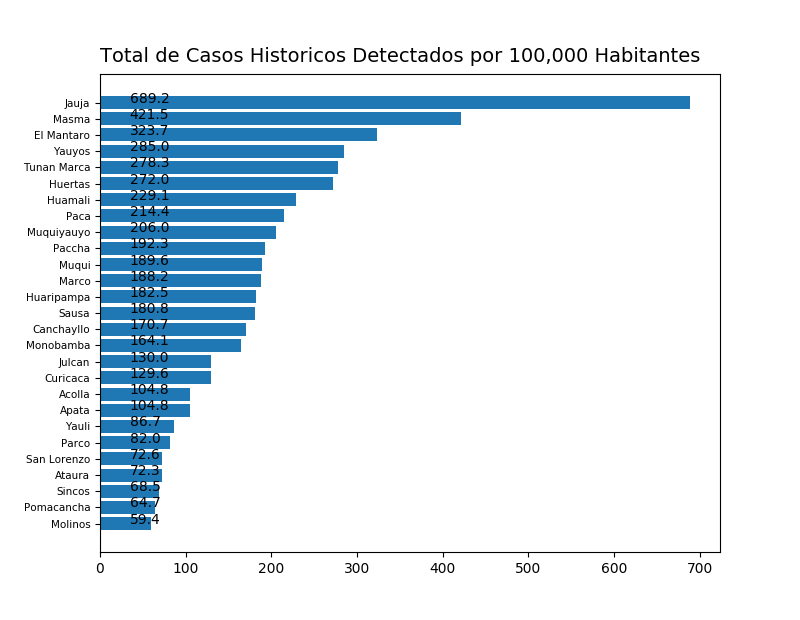 Total de Casos Historicos Detectados por 100,000 Habitantes
Jauja 689.2
Masma 421.5
El Mantaro 323.7
Yauyos 285.0
Tunan Marca 278.3
Huertas 272.0
Huamali 229.1
Paca 214.4
Muquiyauyo 206.0
Paccha 192.3
Muqui 189.6
Marco 188.2
Huaripampa 182.5
Sausa 180.8
Canchayllo 170.7
Monobamba 164.1
Julcan 130.0
Curicaca 129.6
Acolla 104.8
Apata 104.8
Yauli 86.7
Parco 82.0
San Lorenzo 72.6
Ataura 72.3
Sincos 68.5
Pomacancha 64.7
Molinos 59.4
0 100 200 300 400 500 600 700